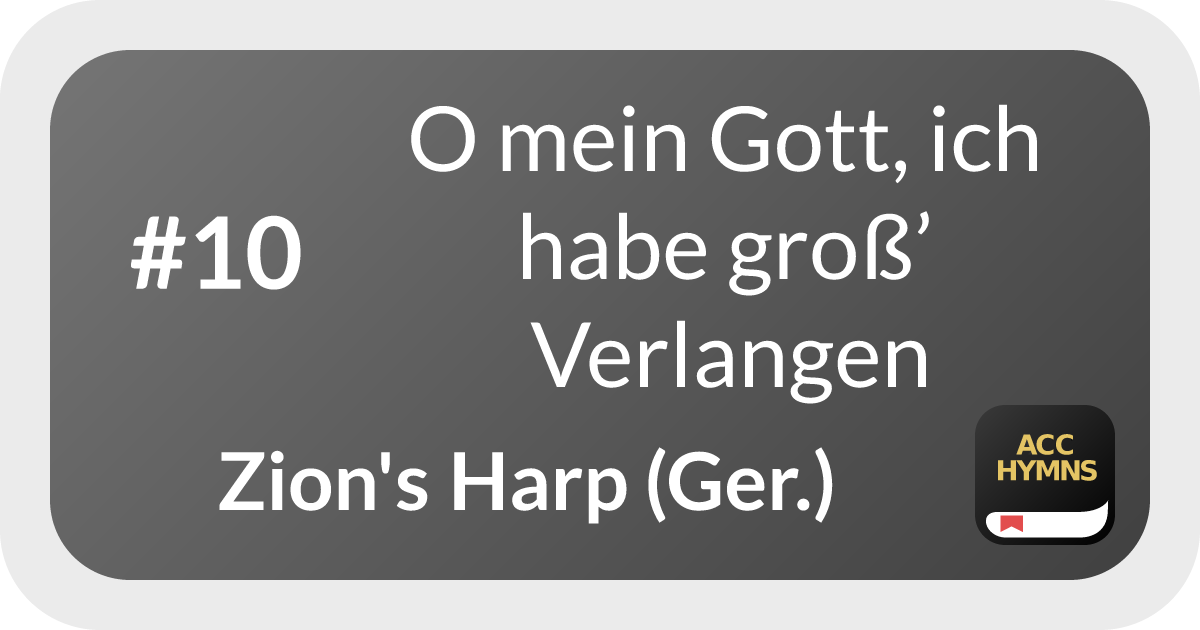 #10
O mein Gott, ich
habe groß’
Verlangen
Zion's Harp (Ger.)
ACC
HYMNS